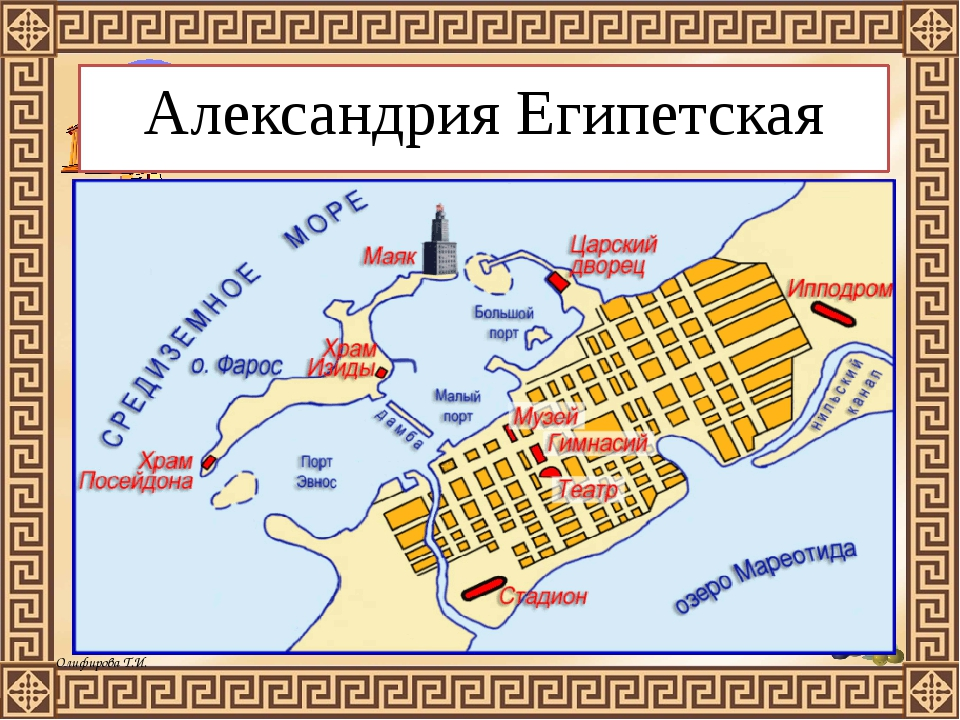 Александрия Египетская
СРЕДИЗЕМНОЕ МОРЕ
Маяк
Царский
дворец
Ипподром
Большой
порт
Храм
Изиды
о. Фарос
нильский
канал
Малый
порт
дамба
Музей
Гимнасий
Храм
Посейдона
Порт
Эвнос
Театр
озеро Мареотида
Стадион
Олифирова Т.И.